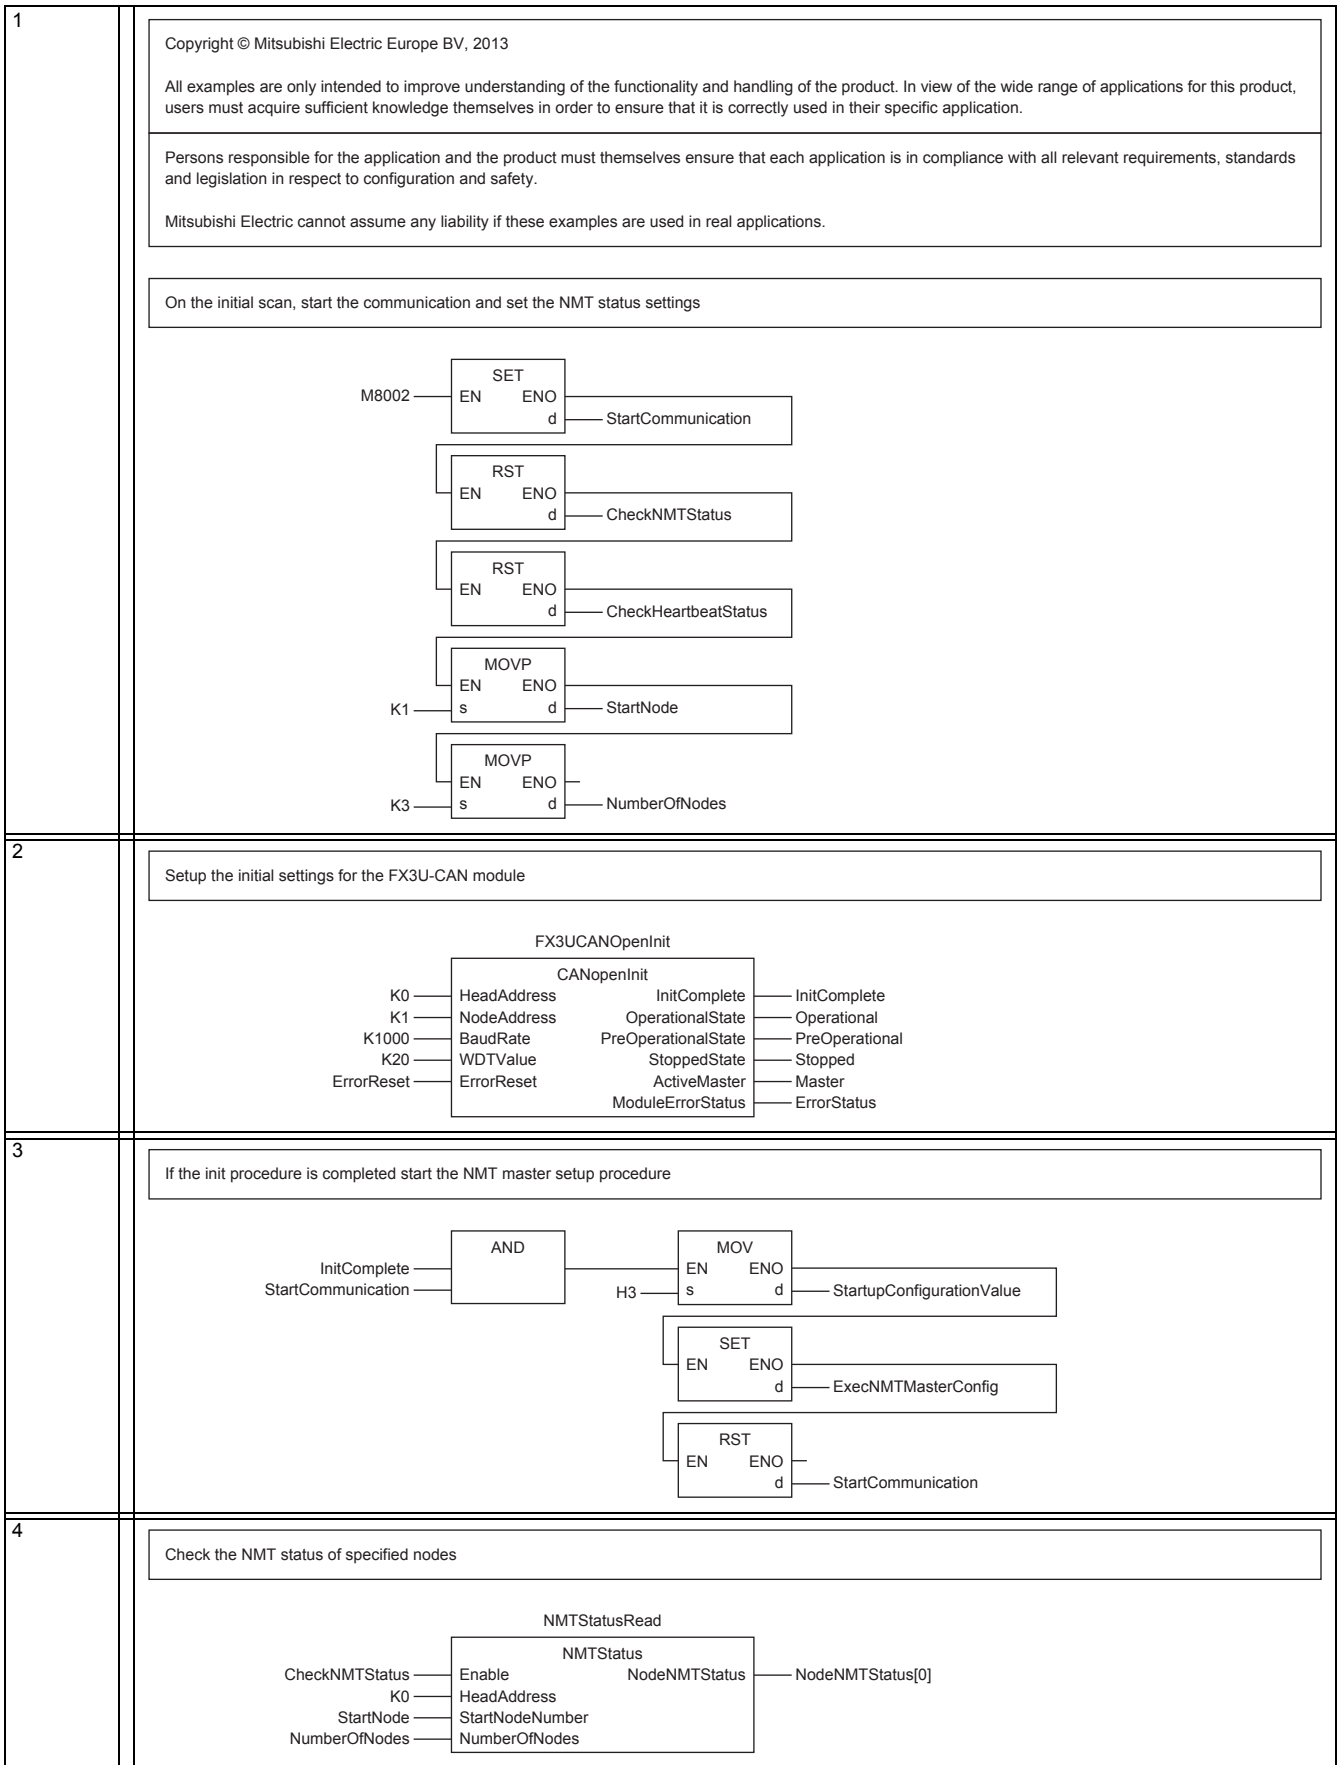 1
Copyright © Mitsubishi Electric Europe BV, 2013
All examples are only intended to improve understanding of the functionality and handling of the product. In view of the wide range of applications for this product,
users must acquire sufficient knowledge themselves in order to ensure that it is correctly used in their specific application.
Persons responsible for the application and the product must themselves ensure that each application is in compliance with all relevant requirements, standards
and legislation in respect to configuration and safety.
Mitsubishi Electric cannot assume any liability if these examples are used in real applications.
On the initial scan, start the communication and set the NMT status settings
SET
M8002 EN ENO
d StartCommunication
RST
EN ENO
d CheckNMTStatus
RST
EN ENO
d CheckHeartbeatStatus
MOVP
EN ENO
K1 s d StartNode
MOVP
EN ENO
K3 s d NumberOfNodes
2
Setup the initial settings for the FX3U-CAN module
FX3UCANOpenInit
CANopenInit
K0 HeadAddress InitComplete InitComplete
K1 NodeAddress OperationalState Operational
K1000 BaudRate PreOperationalState PreOperational
K20 WDTValue StoppedState Stopped
ErrorReset ErrorReset ActiveMaster Master
ModuleErrorStatus ErrorStatus
3
If the init procedure is completed start the NMT master setup procedure
AND MOV
InitComplete EN ENO
StartCommunication H3 s d StartupConfigurationValue
SET
EN ENO
d ExecNMTMasterConfig
RST
EN ENO
d StartCommunication
4
Check the NMT status of specified nodes
NMTStatusRead
NMTStatus
CheckNMTStatus Enable NodeNMTStatus NodeNMTStatus[0]
K0 HeadAddress
StartNode StartNodeNumber
NumberOfNodes NumberOfNodes